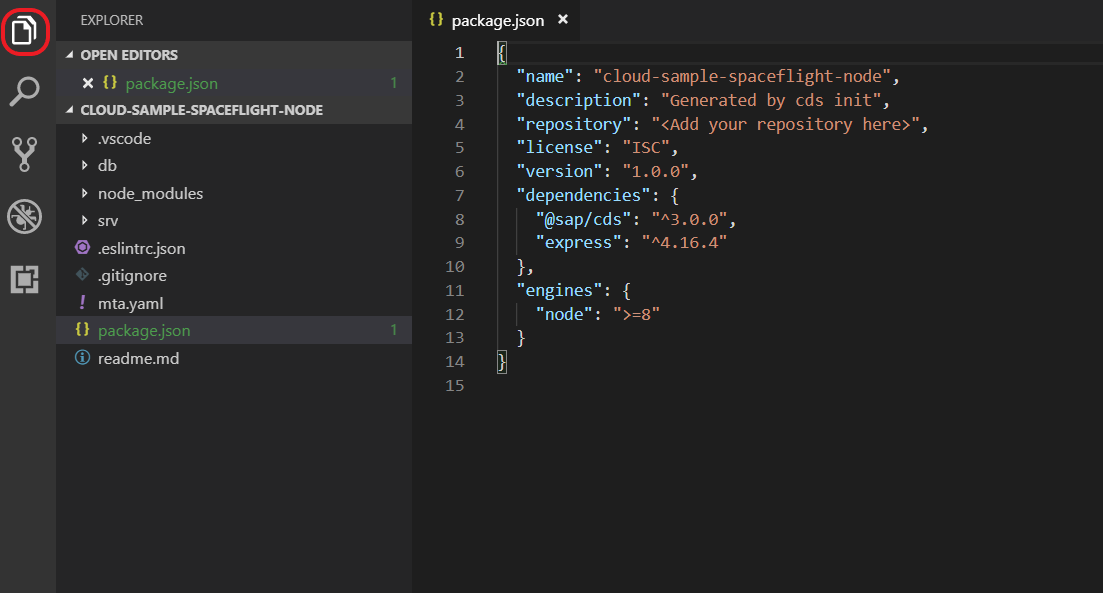 EXPLORER
OPEN EDITORS
package.json 1
CLOUD-SAMPLE-SPACEFLIGHT-NODE
.vscode
db
node_modules
srv
.eslintrc.json
.gitignore
! mta.yaml
{} package.json 1
readme.md
{} package.json ×
1 {
2   "name": "cloud-sample-spaceflight-node",
3   "description": "Generated by cds init",
4   "repository": "<Add your repository here>",
5   "license": "ISC",
6   "version": "1.0.0",
7   "dependencies": {
8     "@sap/cds": "^3.0.0",
9     "express": "^4.16.4"
10   },
11   "engines": {
12     "node": ">=8"
13   }
14 }
15